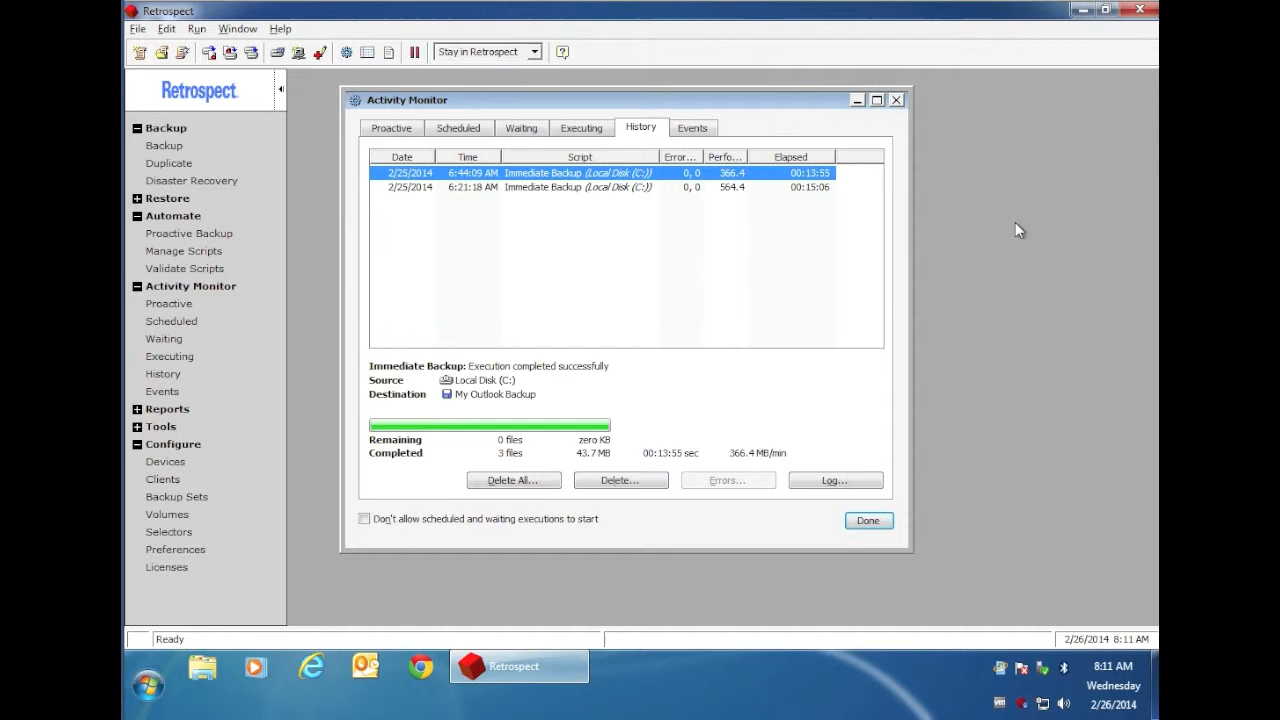 Retrospect
File Edit Run Window Help
Stay in Retrospect
Retrospect
Backup
Backup
Duplicate
Disaster Recovery
Restore
Automate
Proactive Backup
Manage Scripts
Validate Scripts
Activity Monitor
Proactive
Scheduled
Waiting
Executing
History
Events
Reports
Tools
Configure
Devices
Clients
Backup Sets
Volumes
Selectors
Preferences
Licenses
Activity Monitor
Proactive Scheduled Waiting Executing History Events
Date Time Script Error... Perfo... Elapsed
2/25/2014 6:44:09 AM Immediate Backup (Local Disk (C:)) 0, 0 366.4 00:13:55
2/25/2014 6:21:18 AM Immediate Backup (Local Disk (C:)) 0, 0 564.4 00:15:06
Immediate Backup: Execution completed successfully
Source Local Disk (C:)
Destination My Outlook Backup
Remaining 0 files zero KB
Completed 3 files 43.7 MB 00:13:55 sec 366.4 MB/min
Delete All... Delete... Errors... Log...
Don't allow scheduled and waiting executions to start
Done
Ready 2/26/2014 8:11 AM
Retrospect
8:11 AM
Wednesday
2/26/2014